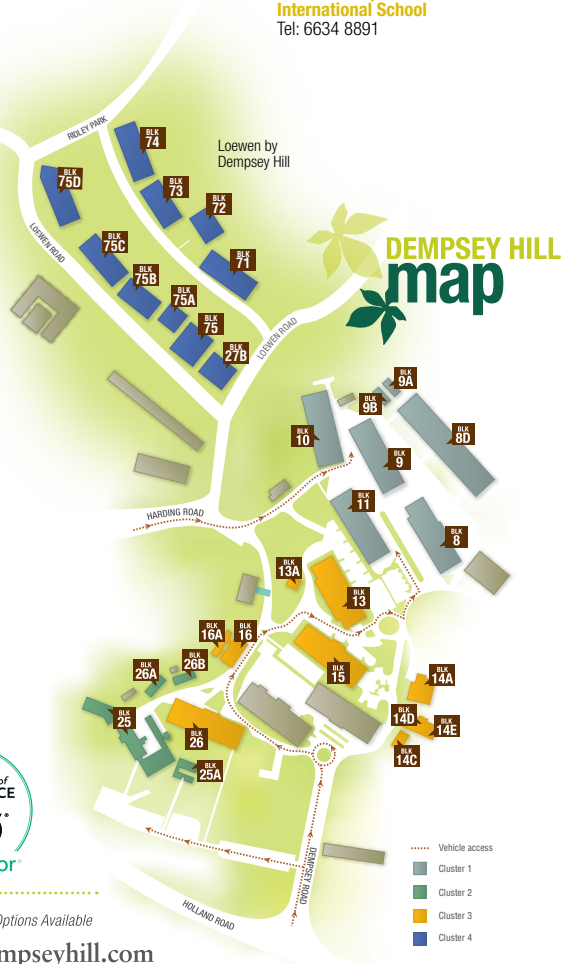 International School
Tel: 6634 8891
RIDLEY PARK
BLK
74
Loewen by
Dempsey Hill
BLK
75D
BLK
73
BLK
72
LOEWEN ROAD
BLK
75C
BLK
71
DEMPSEY HILL
map
BLK
75B
BLK
75A
BLK
75
BLK
27B
LOEWEN ROAD
BLK
9A
BLK
9B
BLK
10
BLK
8D
BLK
9
BLK
11
HARDING ROAD
BLK
8
BLK
13A
BLK
13
BLK
16A
BLK
16
BLK
26B
BLK
26A
BLK
15
BLK
14A
BLK
25
BLK
14D
BLK
14E
BLK
26
BLK
14C
BLK
25A
of
CE
or
DEMPSEY ROAD
HOLLAND ROAD
Vehicle access
Cluster 1
Cluster 2
Cluster 3
Cluster 4
Options Available
mpseyhill.com